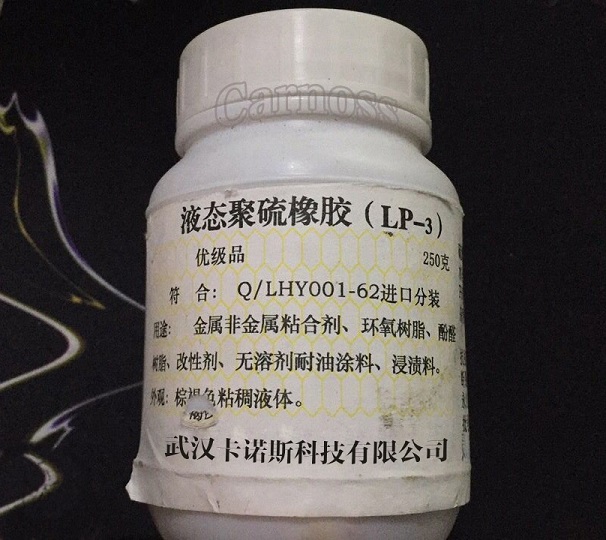 Carnoss
液态聚硫橡胶（LP-3）
优级品 250克
符 合： Q/LHY001-62进口分装
用途： 金属非金属粘合剂、环氧树脂、酚醛
树脂、改性剂、无溶剂耐油涂料、浸渍料。
外观：棕褐色粘稠液体。
武汉卡诺斯科技有限公司